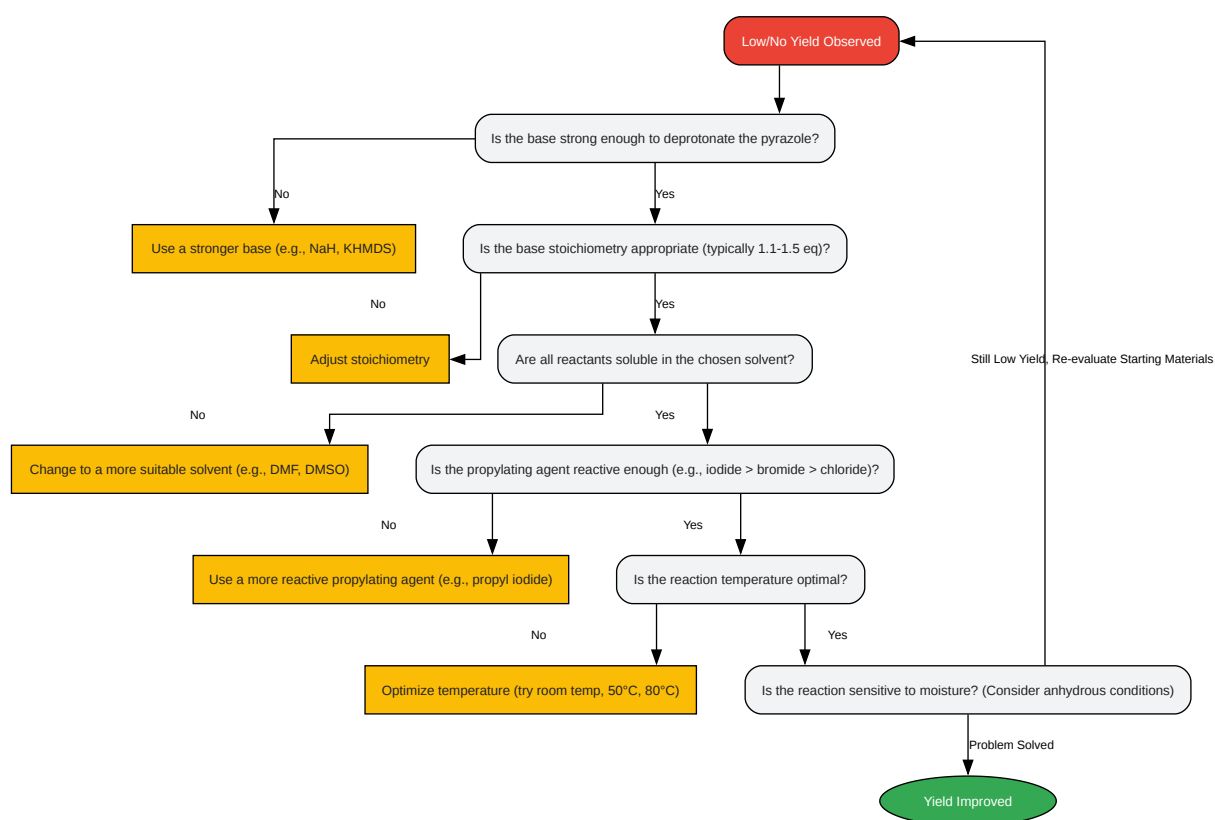 Low/No Yield Observed
Is the base strong enough to deprotonate the pyrazole?
No
Yes
Use a stronger base (e.g., NaH, KHMDS)
Is the base stoichiometry appropriate (typically 1.1-1.5 eq)?
No
Yes
Adjust stoichiometry
Are all reactants soluble in the chosen solvent?
Still Low Yield, Re-evaluate Starting Materials
No
Yes
Change to a more suitable solvent (e.g., DMF, DMSO)
Is the propylating agent reactive enough (e.g., iodide > bromide > chloride)?
No
Yes
Use a more reactive propylating agent (e.g., propyl iodide)
Is the reaction temperature optimal?
No
Yes
Optimize temperature (try room temp, 50°C, 80°C)
Is the reaction sensitive to moisture? (Consider anhydrous conditions)
Problem Solved
Yield Improved